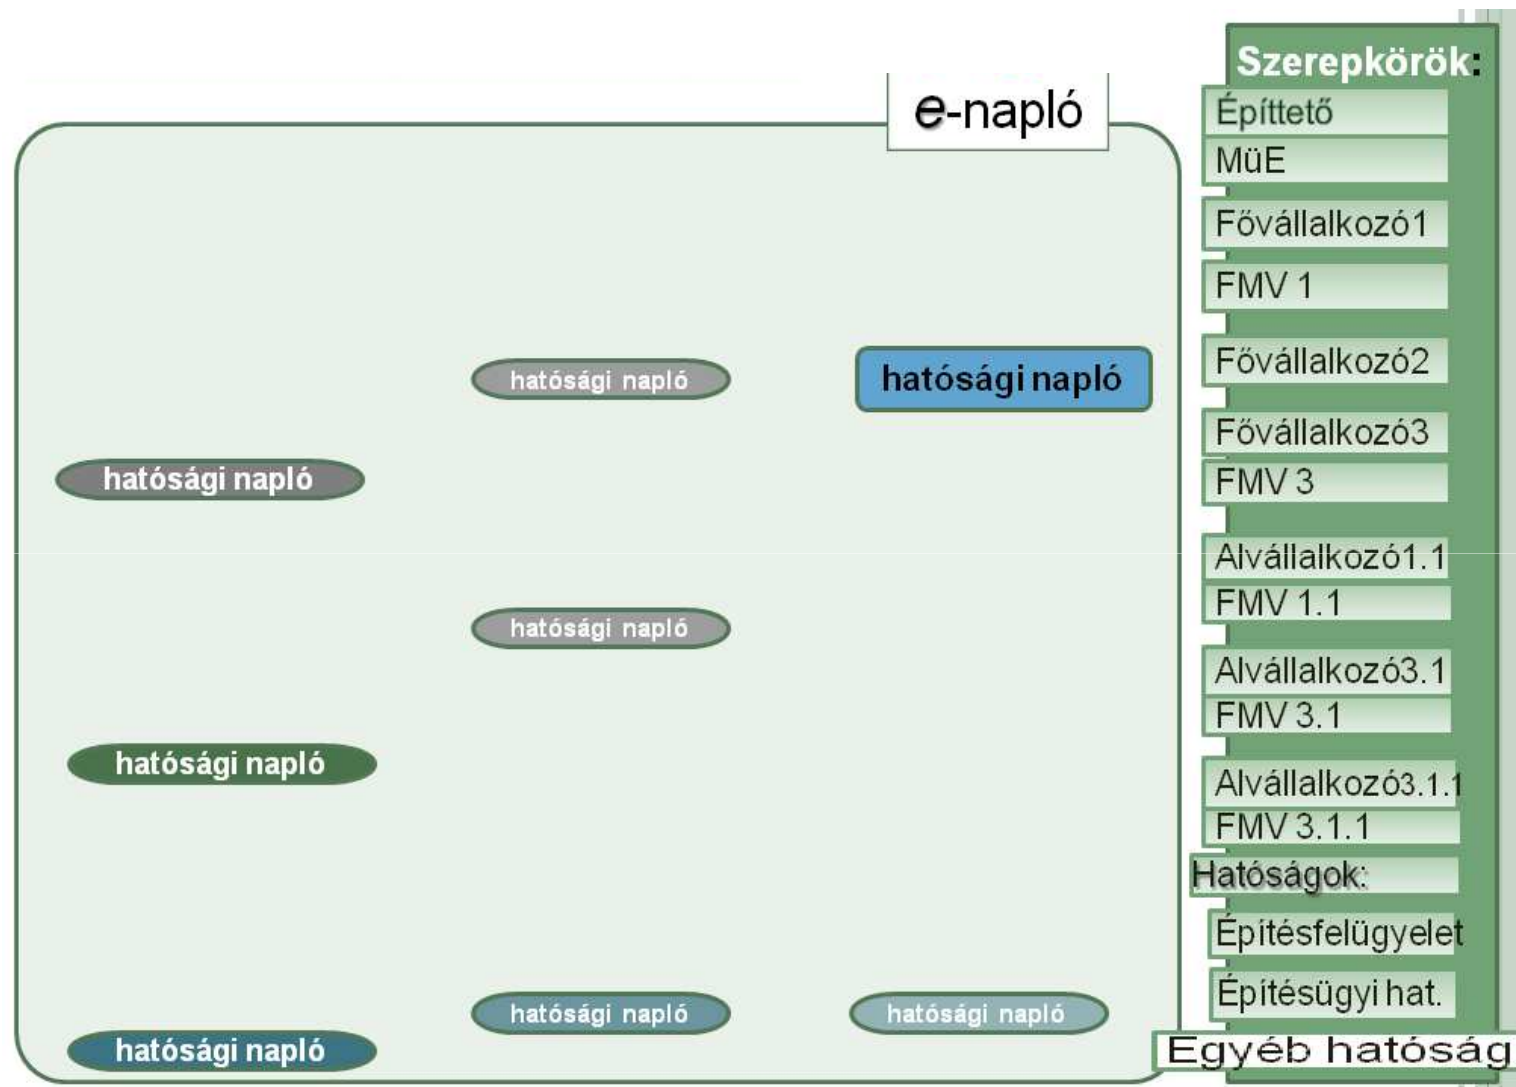 e-napló
hatósági napló
hatósági napló
hatósági napló
hatósági napló
hatósági napló
hatósági napló
hatósági napló
hatósági napló
Szerepkörök:
Építtető
MüE
Fővállalkozó1
FMV 1
Fővállalkozó2
Fővállalkozó3
FMV 3
Alvállalkozó1.1
FMV 1.1
Alvállalkozó3.1
FMV 3.1
Alvállalkozó3.1.1
FMV 3.1.1
Hatóságok:
Építésfelügyelet
Építésügyi hat.
Egyéb hatóság